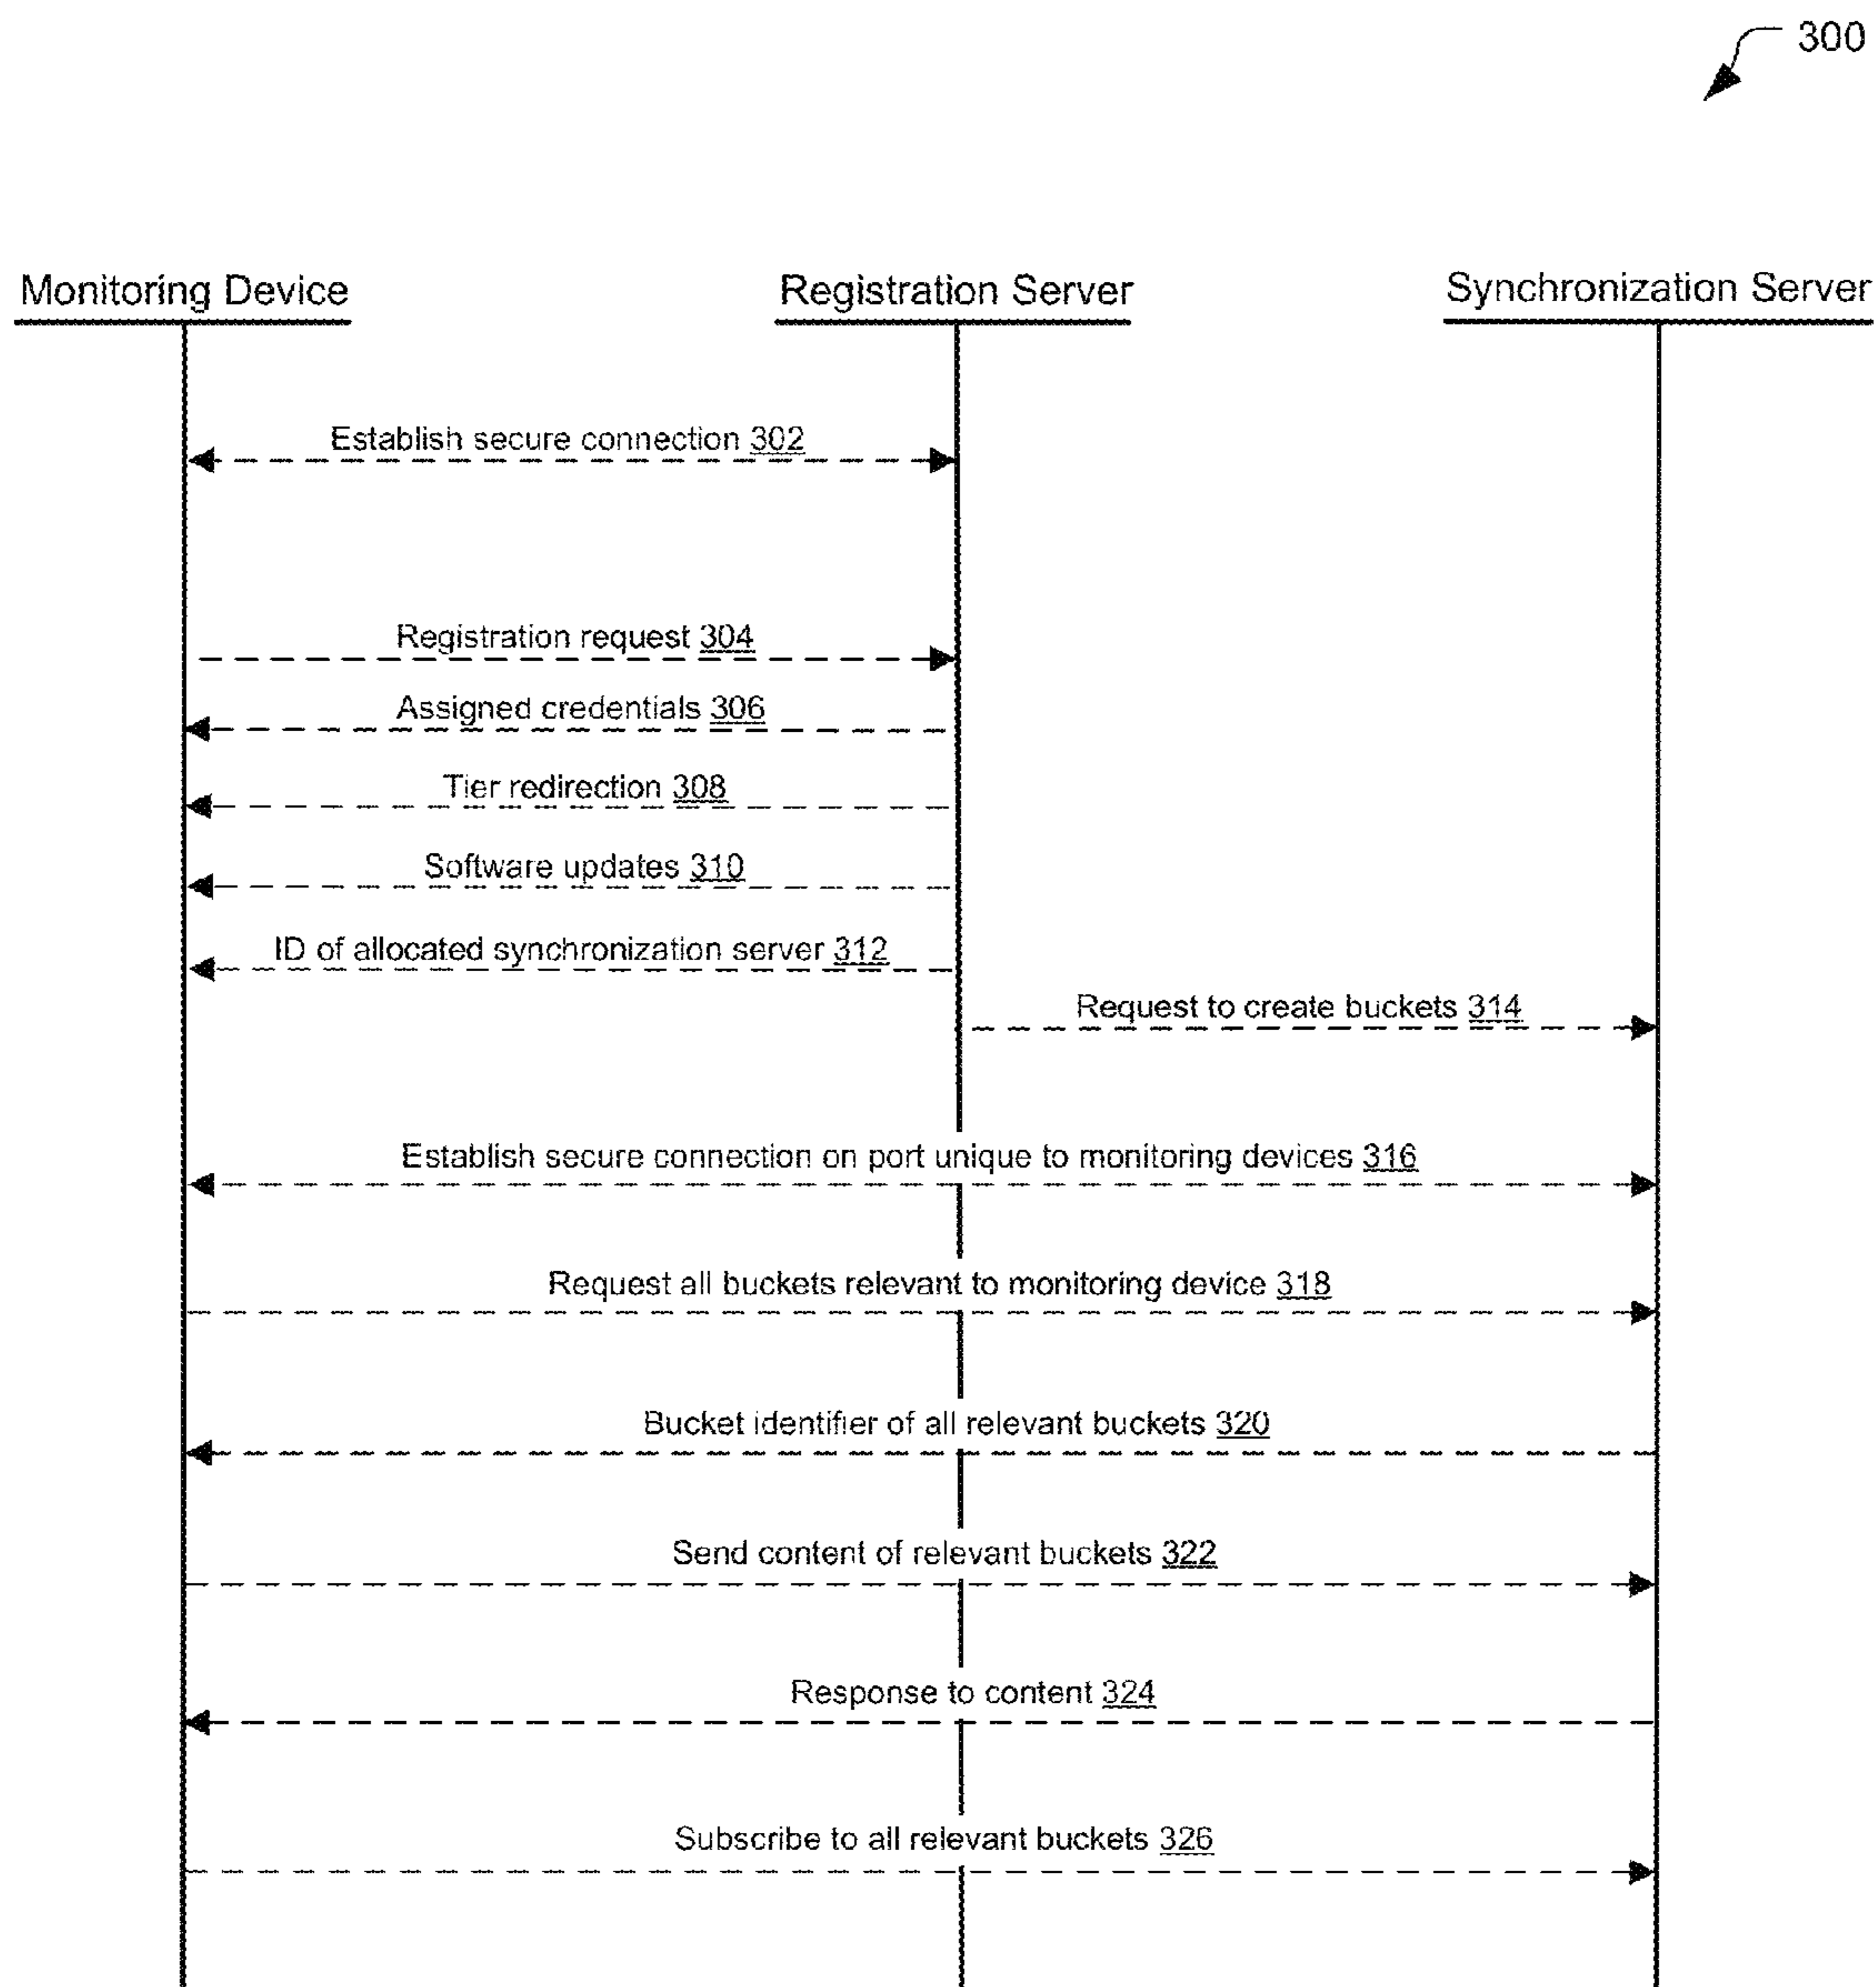 300
Monitoring Device
Registration Server
Synchronization Server
Establish secure connection 302
Registration request 304
Assigned credentials 306
Tier redirection 308
Software updates 310
ID of allocated synchronization server 312
Request to create buckets 314
Establish secure connection on port unique to monitoring devices 316
Request all buckets relevant to monitoring device 318
Bucket identifier of all relevant buckets 320
Send content of relevant buckets 322
Response to content 324
Subscribe to all relevant buckets 326